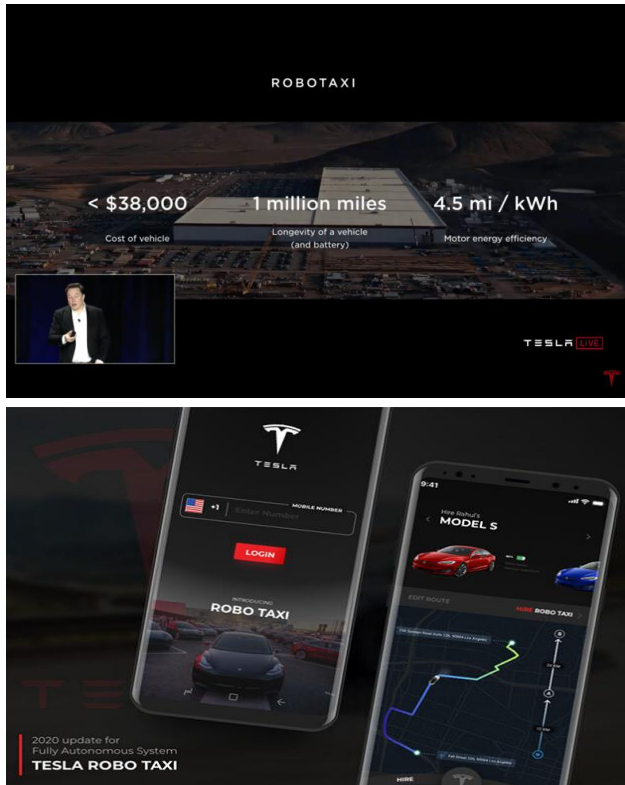 ROBOTAXI
< $38,000
Cost of vehicle
1 million miles
Longevity of a vehicle
(and battery)
4.5 mi / kWh
Motor energy efficiency
TESLA LIVE
TESLA
MOBILE NUMBER
+1
Enter Number
LOGIN
INTRODUCING
ROBO TAXI
9:41
Hire Rahul's
MODEL S
EDIT ROUTE
HIRE ROBO TAXI
HIRE
TE
2020 update for
Fully Autonomous System
TESLA ROBO TAXI